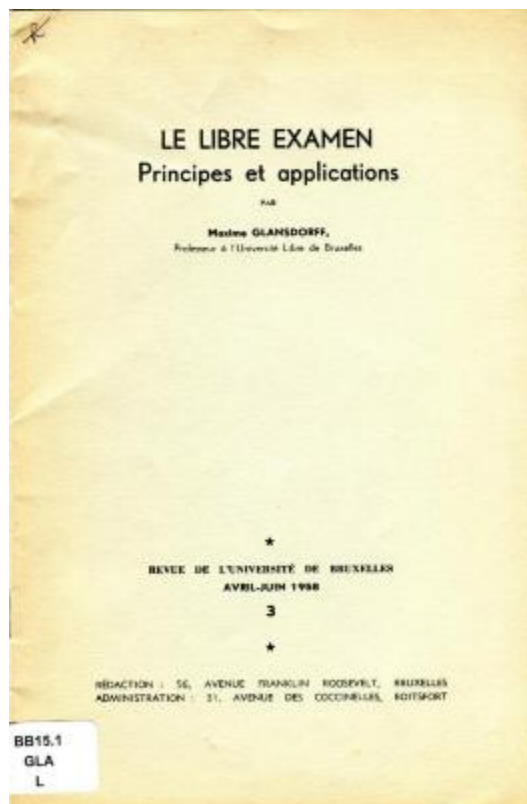 LE LIBRE EXAMEN
Principes et applications
PAR
Maxime GLANSDORFF,
Professeur à l'Université Libre de Bruxelles
★
REVUE DE L'UNIVERSITÉ DE BRUXELLES
AVRIL-JUIN 1958
3
★
RÉDACTION : 56, AVENUE FRANKLIN ROOSEVELT, BRUXELLES
ADMINISTRATION : 31, AVENUE DES COCCINELLES, BOITSFORT
BB15.1
GLA
L